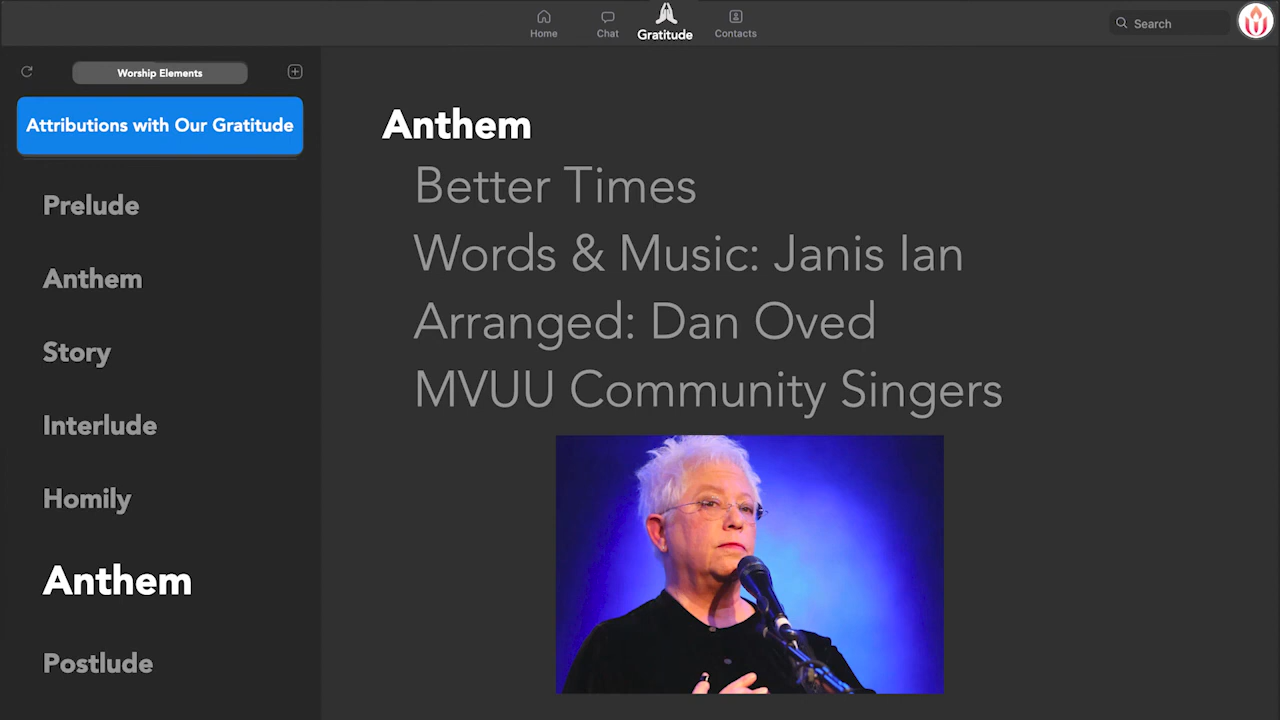 Home
Chat
Gratitude
Contacts
Search
Worship Elements
Attributions with Our Gratitude
Prelude
Anthem
Story
Interlude
Homily
Anthem
Postlude
Anthem
Better Times
Words & Music: Janis Ian
Arranged: Dan Oved
MVUU Community Singers